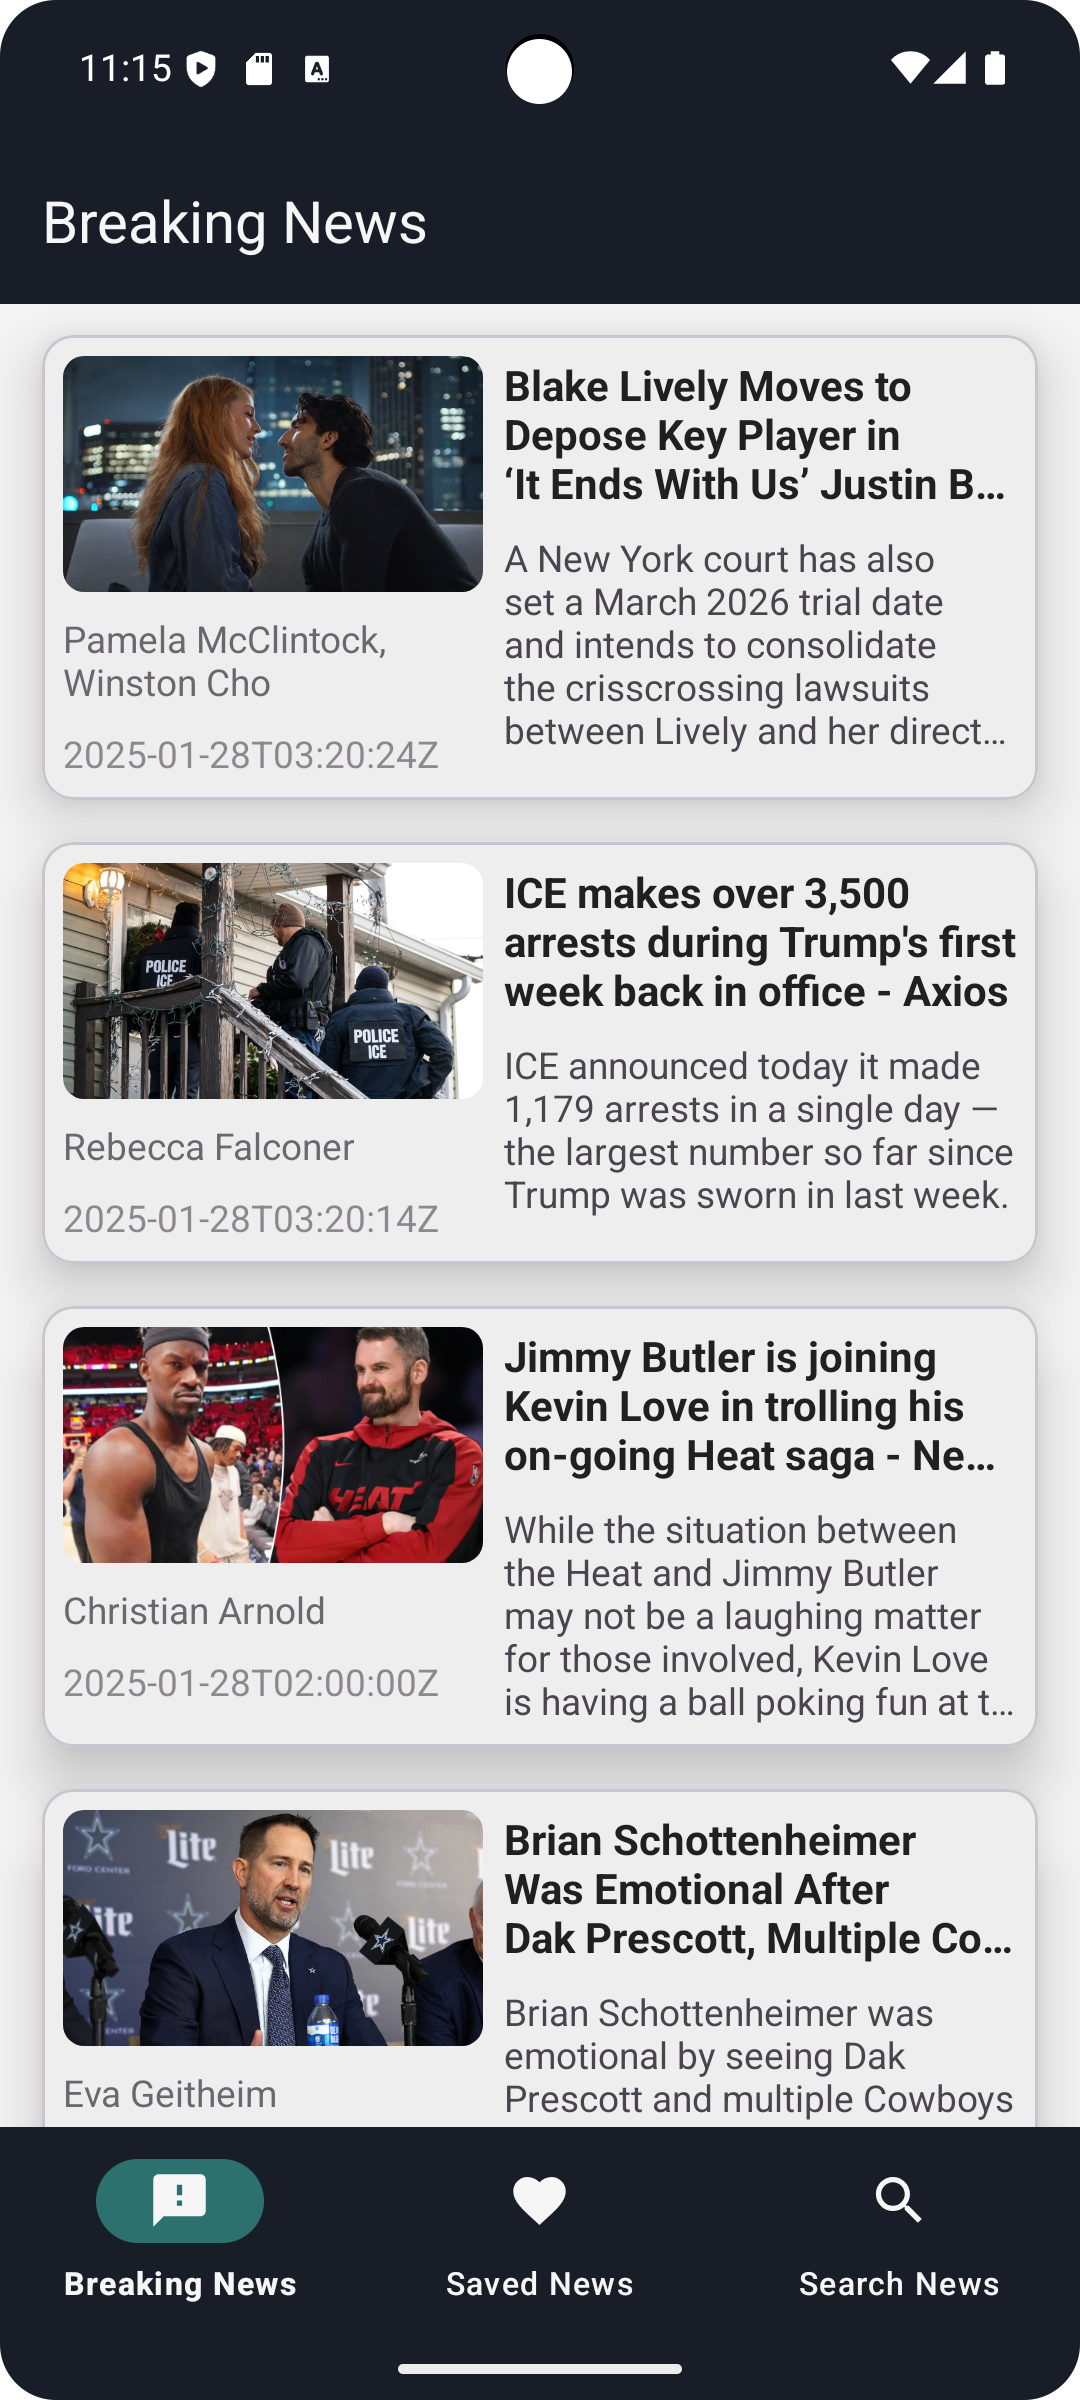 11:15
Breaking News
Blake Lively Moves to
Depose Key Player in
‘It Ends With Us’ Justin B...
A New York court has also
set a March 2026 trial date
and intends to consolidate
the crisscrossing lawsuits
between Lively and her direct...
Pamela McClintock,
Winston Cho
2025-01-28T03:20:24Z
POLICE
ICE
POLICE
ICE
ICE makes over 3,500
arrests during Trump's first
week back in office - Axios
ICE announced today it made
1,179 arrests in a single day —
the largest number so far since
Trump was sworn in last week.
Rebecca Falconer
2025-01-28T03:20:14Z
HEAT
Jimmy Butler is joining
Kevin Love in trolling his
on-going Heat saga - Ne...
While the situation between
the Heat and Jimmy Butler
may not be a laughing matter
for those involved, Kevin Love
is having a ball poking fun at t...
Christian Arnold
2025-01-28T02:00:00Z
Lite
Lite
FORD CENTER
Lite
Brian Schottenheimer
Was Emotional After
Dak Prescott, Multiple Co...
Brian Schottenheimer was
emotional by seeing Dak
Prescott and multiple Cowboys
Eva Geitheim
Breaking News
Saved News
Search News